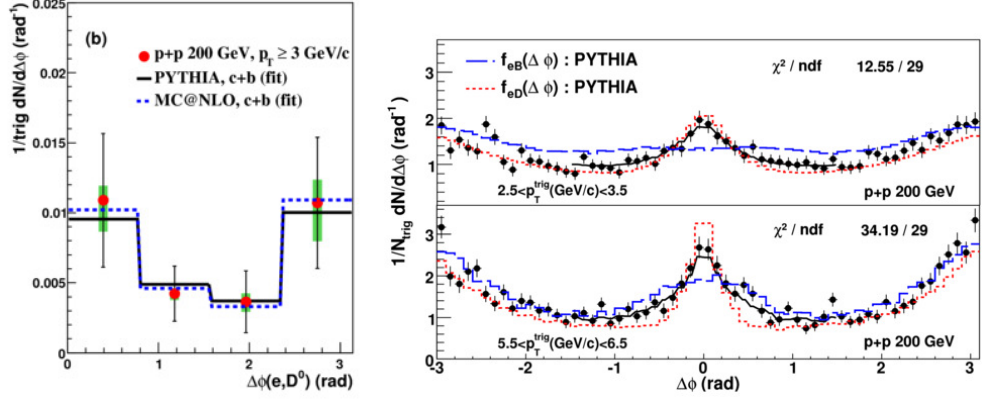 1/trig dN/dΔφ (rad⁻¹)
0.025
0.02
0.015
0.01
0.005
0
(b)
p+p 200 GeV, p_T ≥ 3 GeV/c
PYTHIA, c+b (fit)
MC@NLO, c+b (fit)
0 1 2 3
Δφ(e,D⁰) (rad)
1/N_trig dN/dΔφ (rad⁻¹)
3
2
1
f_eB(Δ φ) : PYTHIA
f_eD(Δ φ) : PYTHIA
χ² / ndf 12.55 / 29
2.5<p_T^trig(GeV/c)<3.5
p+p 200 GeV
3
2
1
0
χ² / ndf 34.19 / 29
5.5<p_T^trig(GeV/c)<6.5
p+p 200 GeV
-3 -2 -1 0 1 2 3
Δφ (rad)